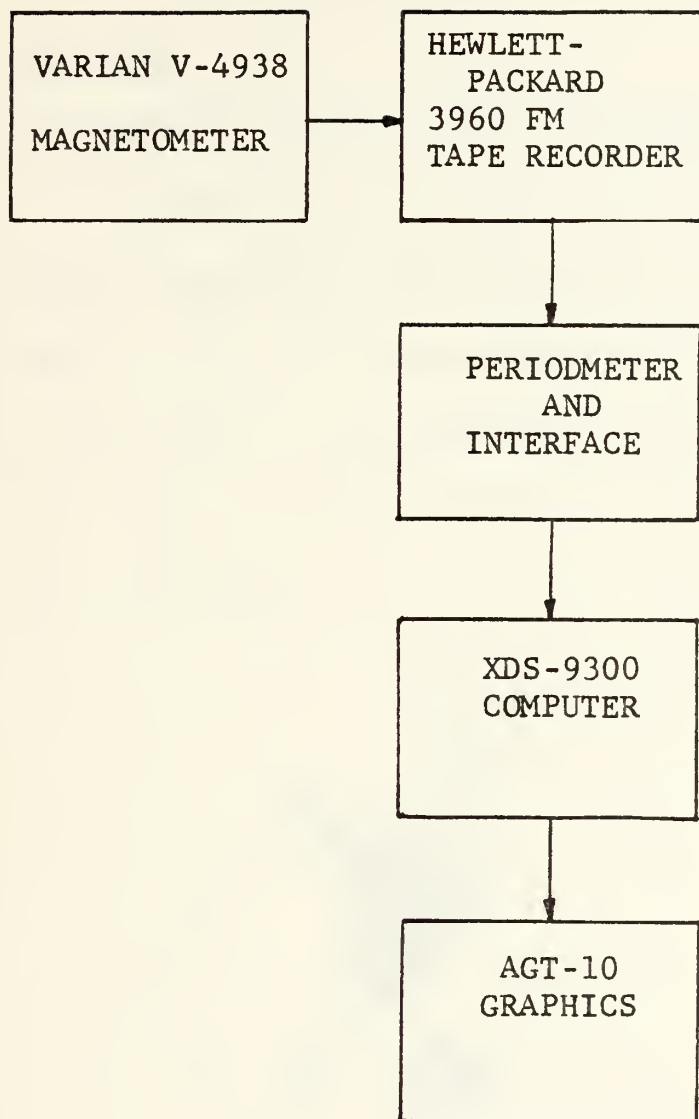 VARIAN V-4938
MAGNETOMETER
HEWLETT-
PACKARD
3960 FM
TAPE RECORDER
PERIODMETER
AND
INTERFACE
XDS-9300
COMPUTER
AGT-10
GRAPHICS